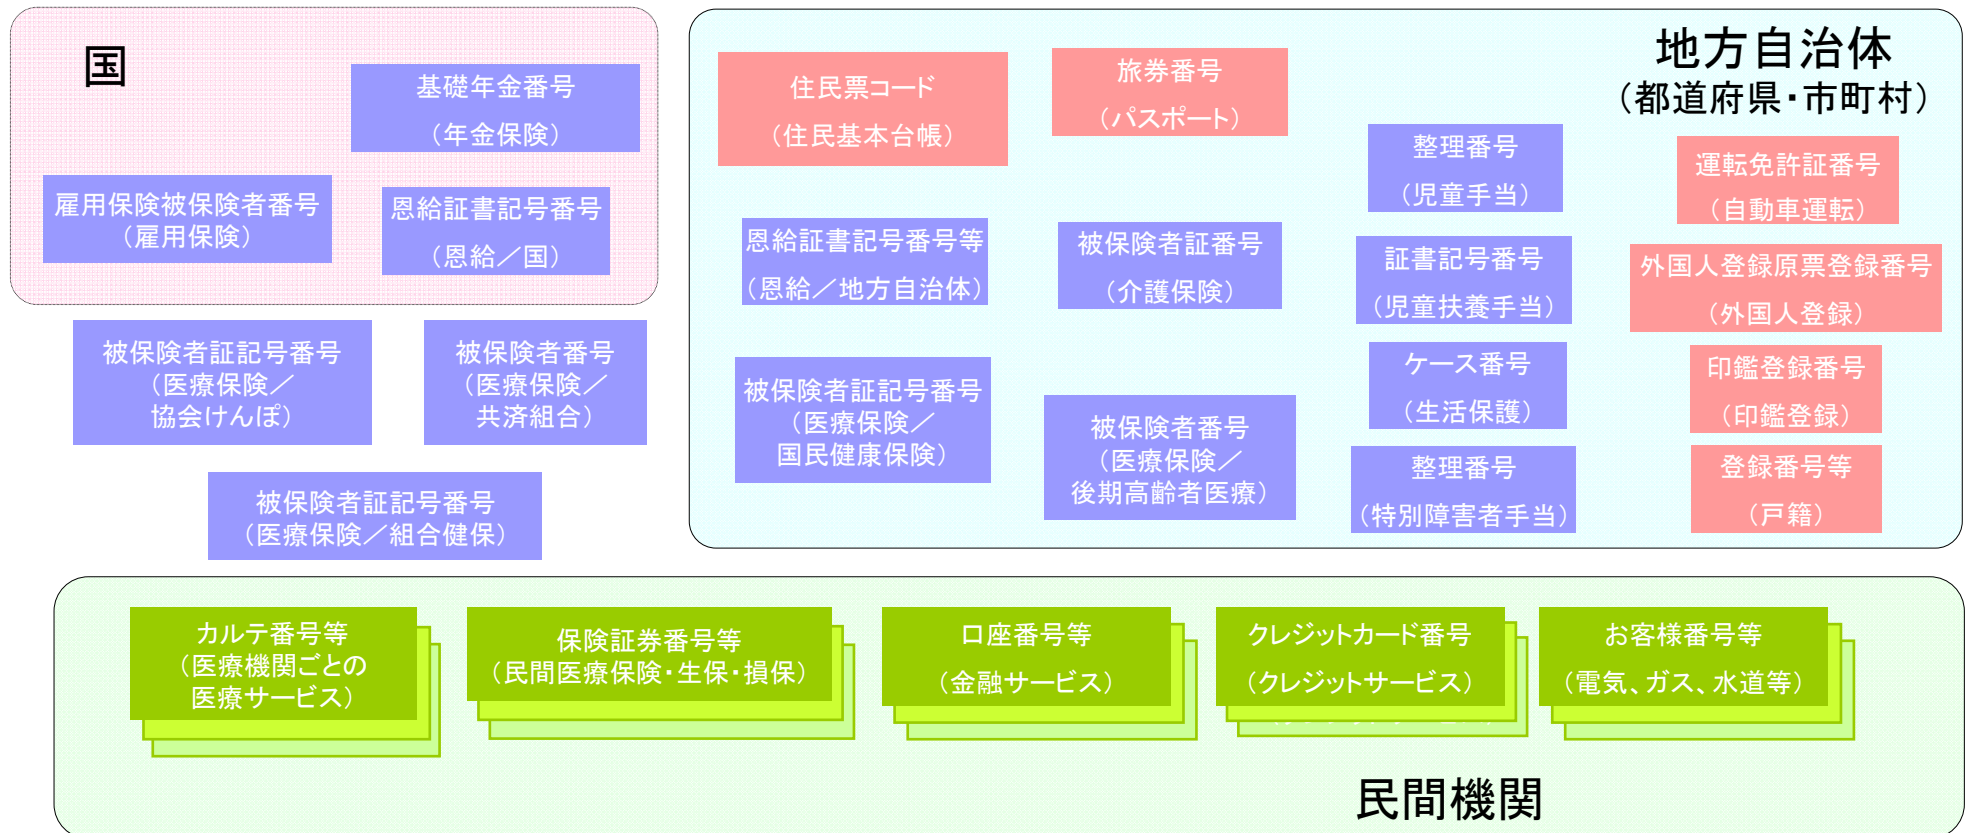 国
基礎年金番号
（年金保険）
雇用保険被保険者番号
（雇用保険）
恩給証書記号番号
（恩給／国）
被保険者証記号番号
（医療保険／
協会けんぽ）
被保険者番号
（医療保険／
共済組合）
被保険者証記号番号
（医療保険／組合健保）
地方自治体
（都道府県・市町村）
住民票コード
（住民基本台帳）
旅券番号
（パスポート）
整理番号
（児童手当）
運転免許証番号
（自動車運転）
恩給証書記号番号等
（恩給／地方自治体）
被保険者証番号
（介護保険）
証書記号番号
（児童扶養手当）
外国人登録原票登録番号
（外国人登録）
被保険者証記号番号
（医療保険／
国民健康保険）
被保険者番号
（医療保険／
後期高齢者医療）
ケース番号
（生活保護）
印鑑登録番号
（印鑑登録）
整理番号
（特別障害者手当）
登録番号等
（戸籍）
カルテ番号等
（医療機関ごとの
医療サービス）
保険証券番号等
（民間医療保険・生保・損保）
口座番号等
（金融サービス）
クレジットカード番号
（クレジットサービス）
お客様番号等
（電気、ガス、水道等）
民間機関